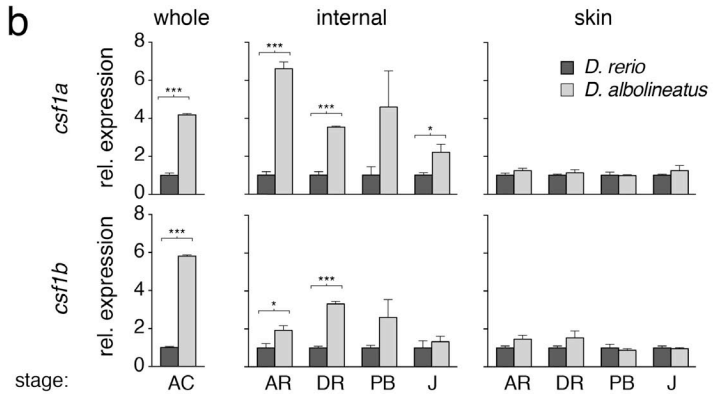 b
whole internal skin
csf1a
rel. expression
8
6
4
2
0
***
***
***
*
D. rerio
D. albolineatus
csf1b
rel. expression
8
6
4
2
0
***
*
***
stage: AC AR DR PB J AR DR PB J